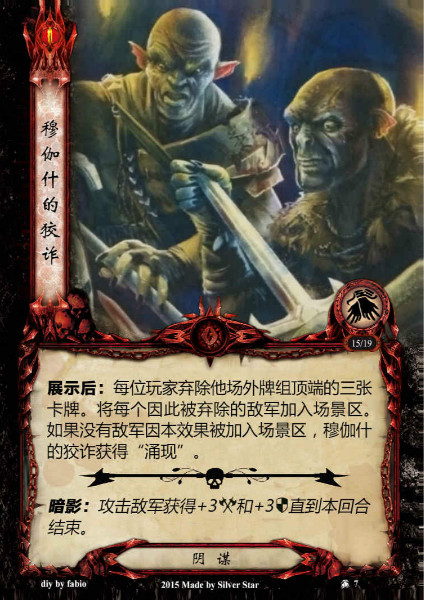 穆伽什的狡诈
15/19
展示后：每位玩家弃除他场外牌组顶端的三张
卡牌。将每个因此被弃除的敌军加入场景区。
如果没有敌军因本效果被加入场景区，穆伽什
的狡诈获得“涌现”。
暗影：攻击敌军获得+3和+3直到本回合
结束。
阴谋
diy by fabio
2015 Made by Silver Star
7